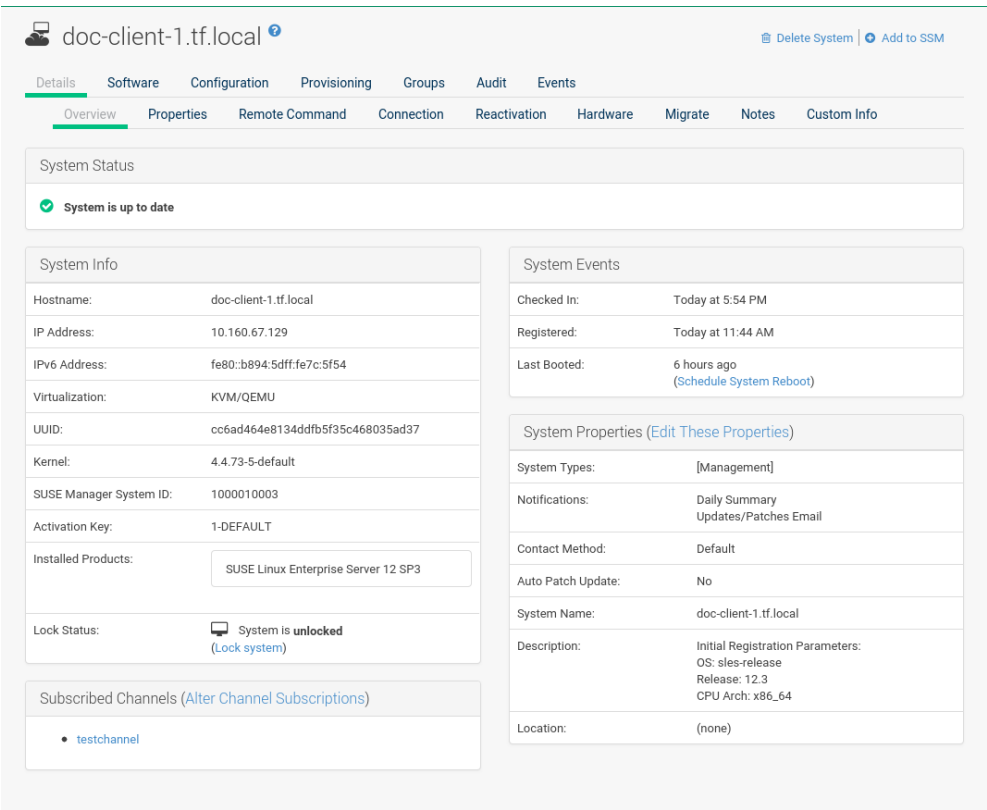 doc-client-1.tf.local ?
Delete System | Add to SSM
Details Software Configuration Provisioning Groups Audit Events
Overview Properties Remote Command Connection Reactivation Hardware Migrate Notes Custom Info
System Status
System is up to date
System Info
Hostname: doc-client-1.tf.local
IP Address: 10.160.67.129
IPv6 Address: fe80::b894:5dff:fe7c:5f54
Virtualization: KVM/QEMU
UUID: cc6ad464e8134ddfb5f35c468035ad37
Kernel: 4.4.73-5-default
SUSE Manager System ID: 1000010003
Activation Key: 1-DEFAULT
Installed Products: SUSE Linux Enterprise Server 12 SP3
Lock Status: System is unlocked
(Lock system)
Subscribed Channels (Alter Channel Subscriptions)
• testchannel
System Events
Checked In: Today at 5:54 PM
Registered: Today at 11:44 AM
Last Booted: 6 hours ago
(Schedule System Reboot)
System Properties (Edit These Properties)
System Types: [Management]
Notifications: Daily Summary
Updates/Patches Email
Contact Method: Default
Auto Patch Update: No
System Name: doc-client-1.tf.local
Description: Initial Registration Parameters:
OS: sles-release
Release: 12.3
CPU Arch: x86_64
Location: (none)